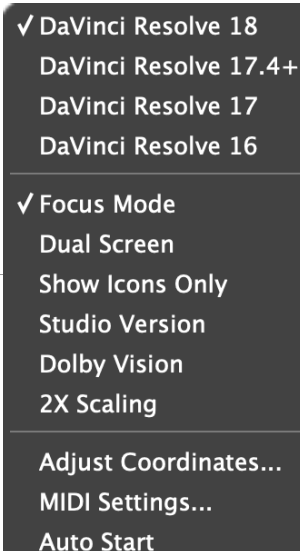 ✓ DaVinci Resolve 18
DaVinci Resolve 17.4+
DaVinci Resolve 17
DaVinci Resolve 16
✓ Focus Mode
Dual Screen
Show Icons Only
Studio Version
Dolby Vision
2X Scaling
Adjust Coordinates...
MIDI Settings...
Auto Start